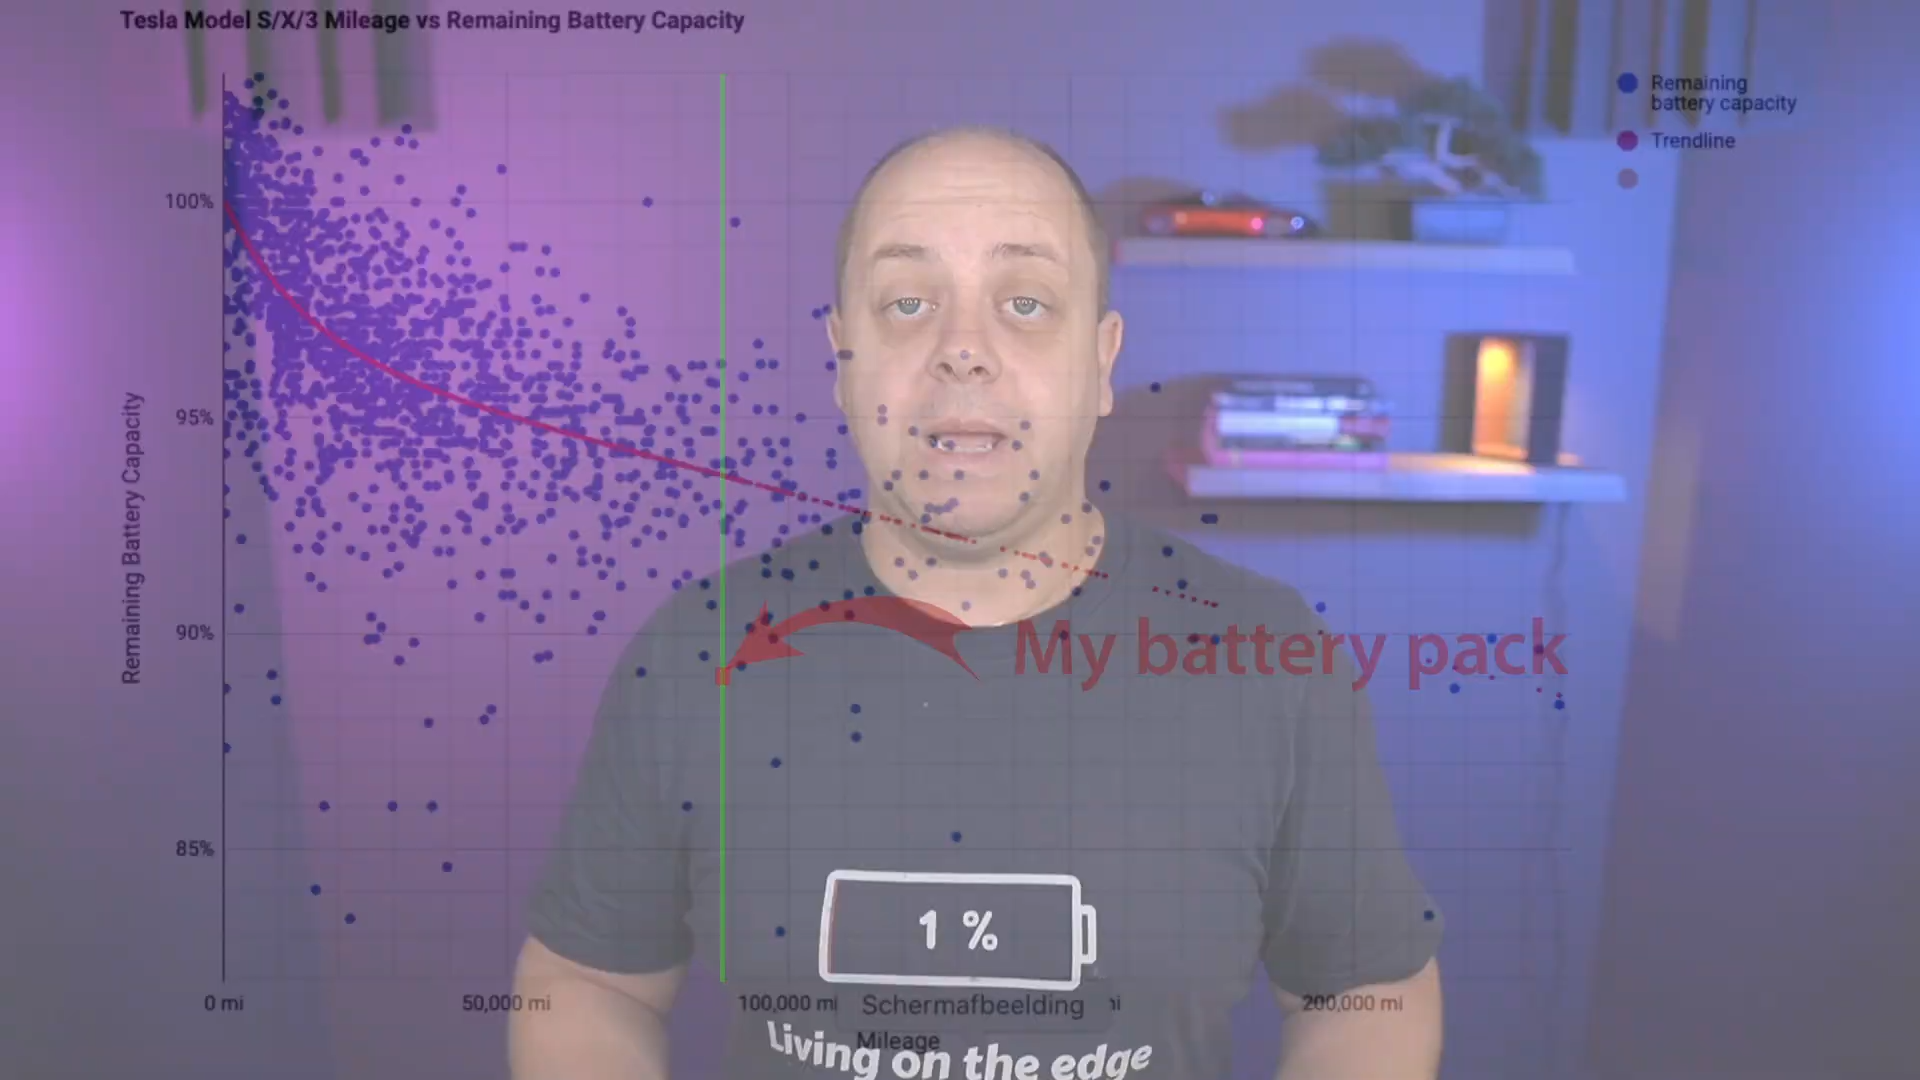 Tesla Model S/X/3 Mileage vs Remaining Battery Capacity
Remaining
battery capacity
Trendline
100%
95%
90%
85%
Remaining Battery Capacity
My battery pack
1 %
0 mi
50,000 mi
100,000 mi
Schermafbeelding
mi
200,000 mi
Mileage
Living on the edge